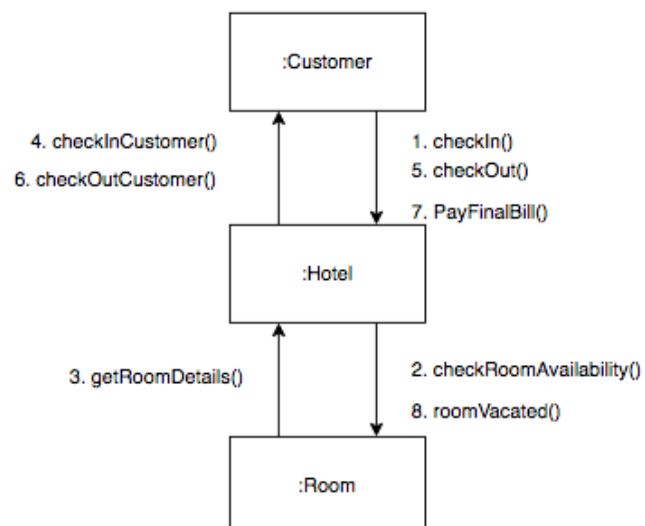 :Customer
4. checkInCustomer()
6. checkOutCustomer()
1. checkIn()
5. checkOut()
7. PayFinalBill()
:Hotel
3. getRoomDetails()
2. checkRoomAvailability()
8. roomVacated()
:Room